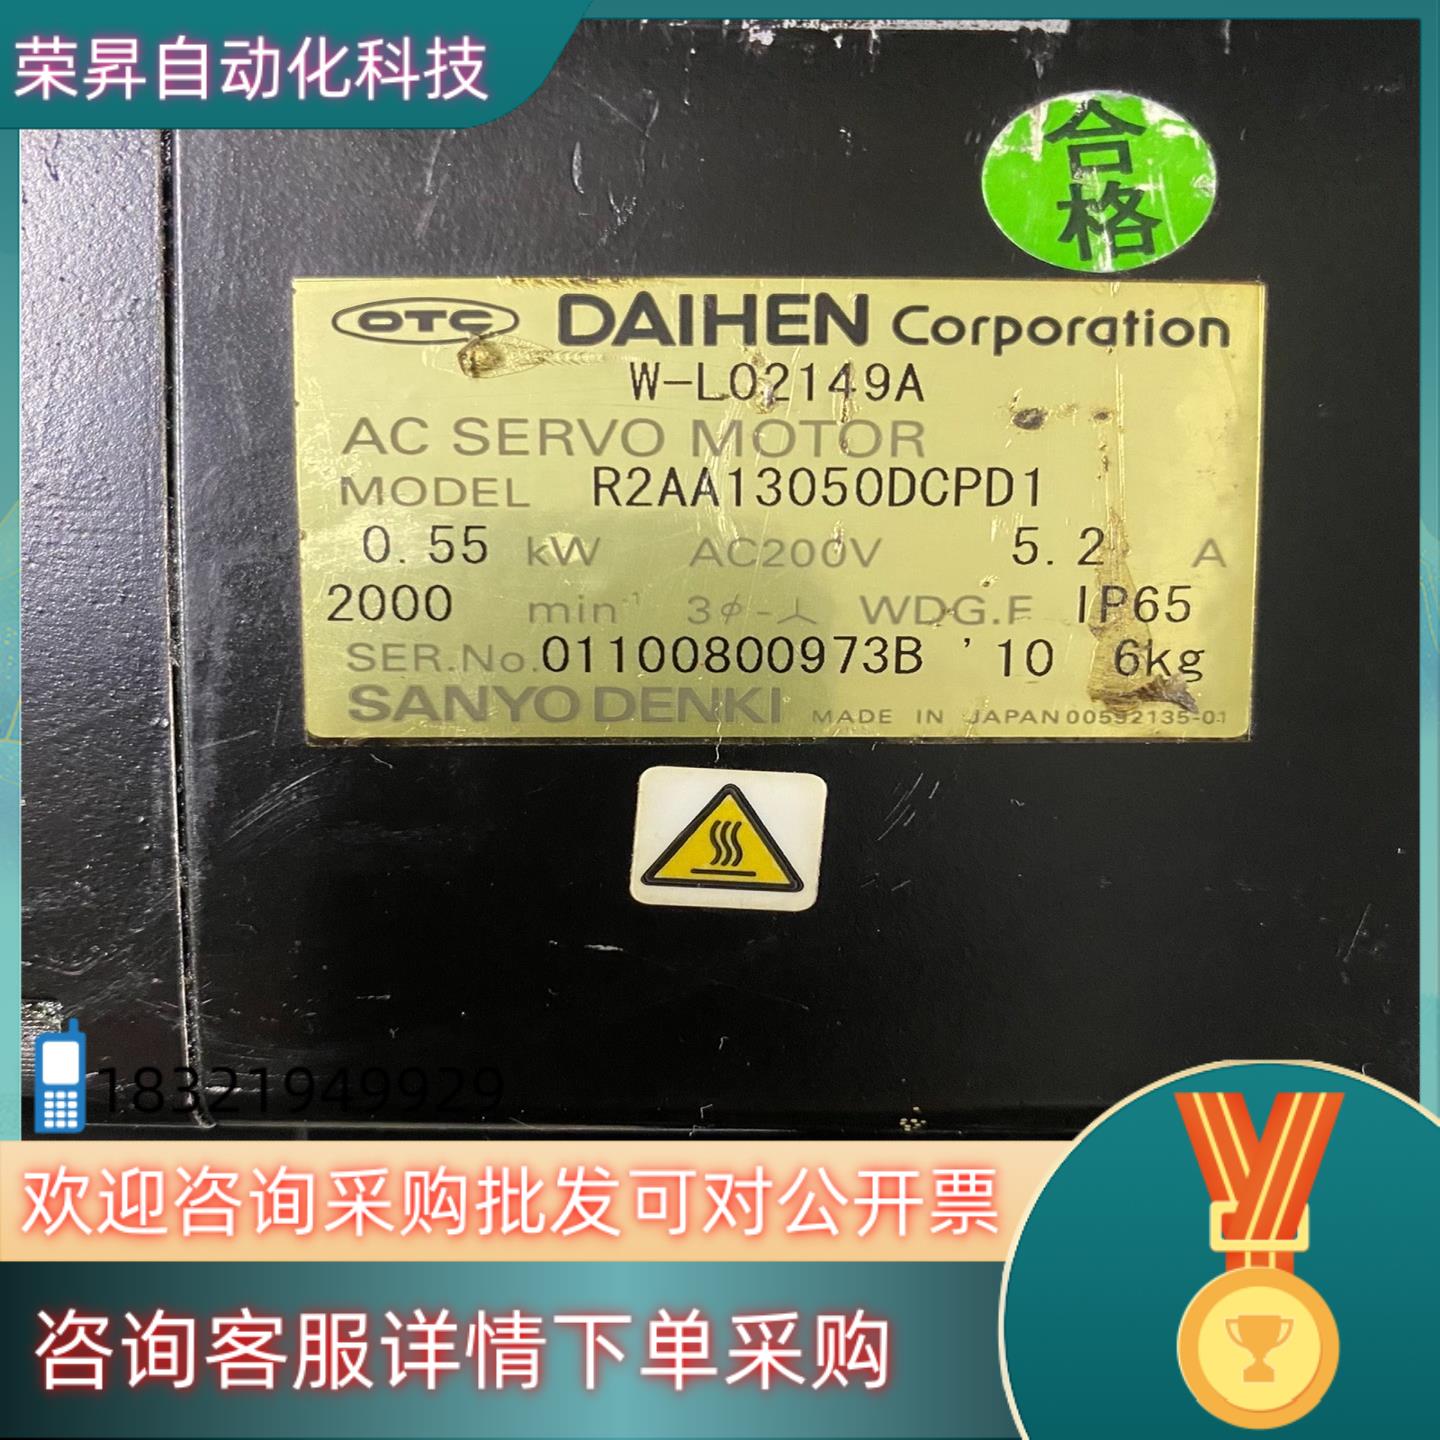 荣昇自动化科技
合格
OTC DAIHEN Corporation
W-L02149A
AC SERVO MOTOR
MODEL R2AA13050DCPD1
0.55 kW AC200V 5.2 A
2000 min⁻¹ 3φ-人 WDG.F IP65
SER.No.01100800973B '10 6kg
SANYO DENKI MADE IN JAPAN 00592135-01
18321949929
欢迎咨询采购批发可对公开票
咨询客服详情下单采购